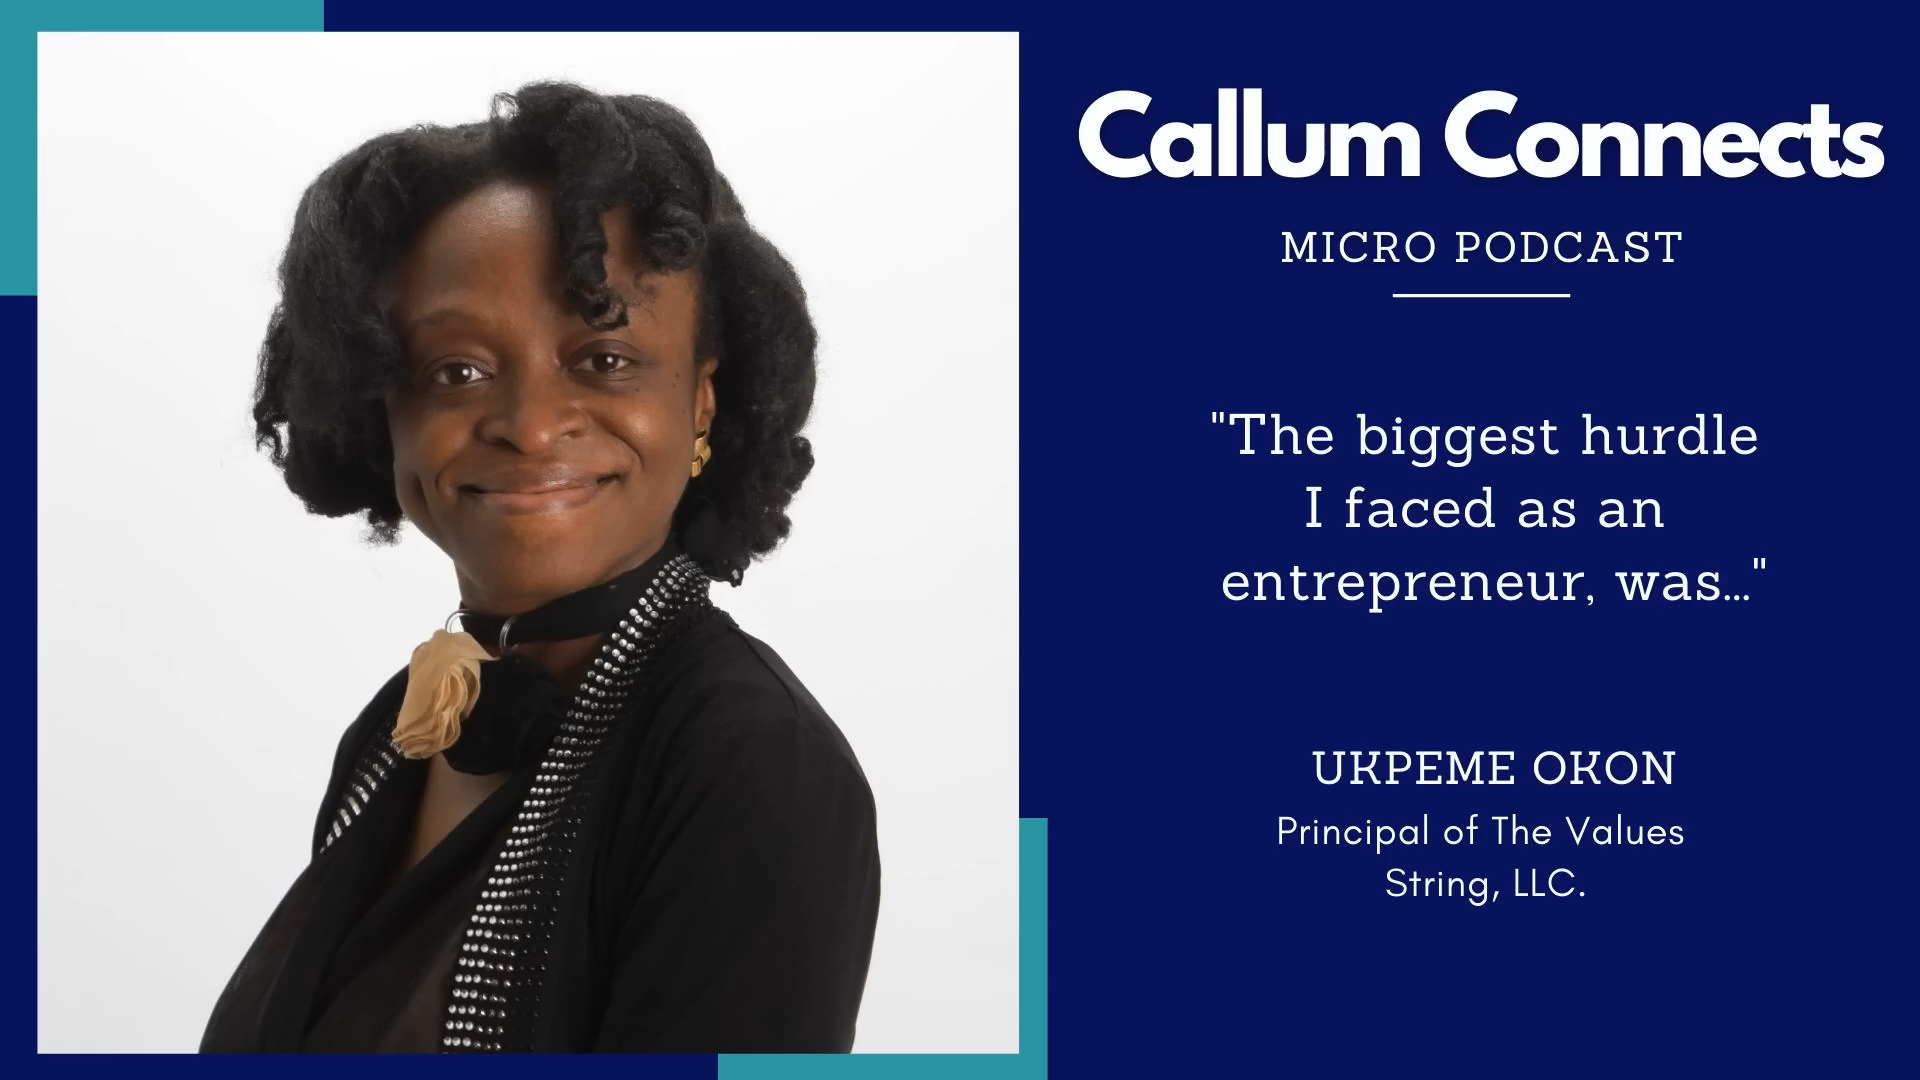 Callum Connects
MICRO PODCAST
"The biggest hurdle
I faced as an
entrepreneur, was..."
UKPEME OKON
Principal of The Values
String, LLC.